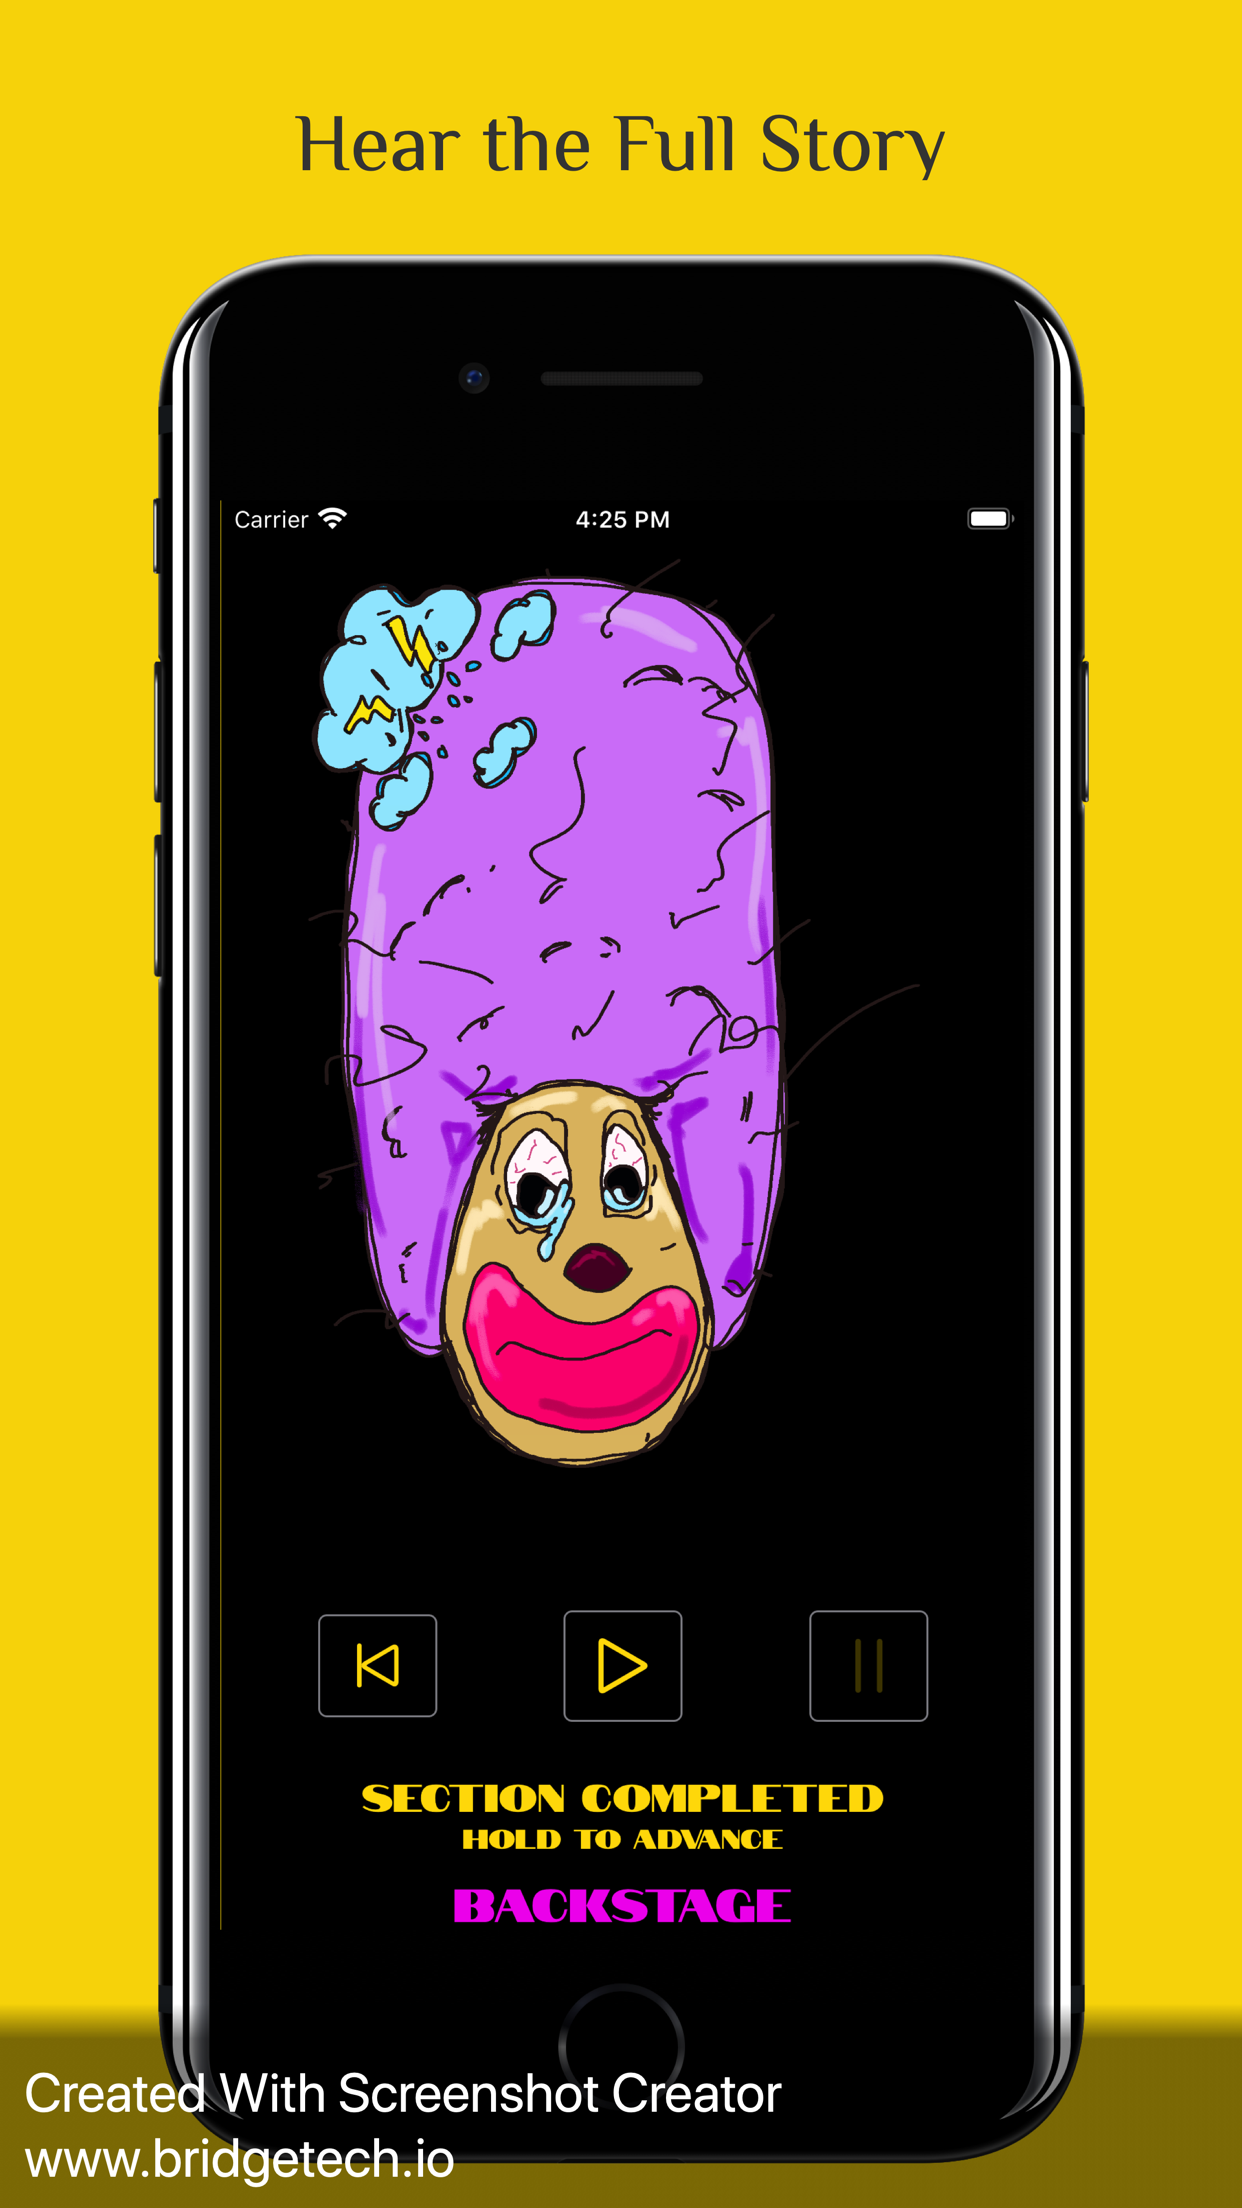 Hear the Full Story
Carrier
4:25 PM
SECTION COMPLETED
HOLD TO ADVANCE
BACKSTAGE
Created With Screenshot Creator
www.bridgetech.io